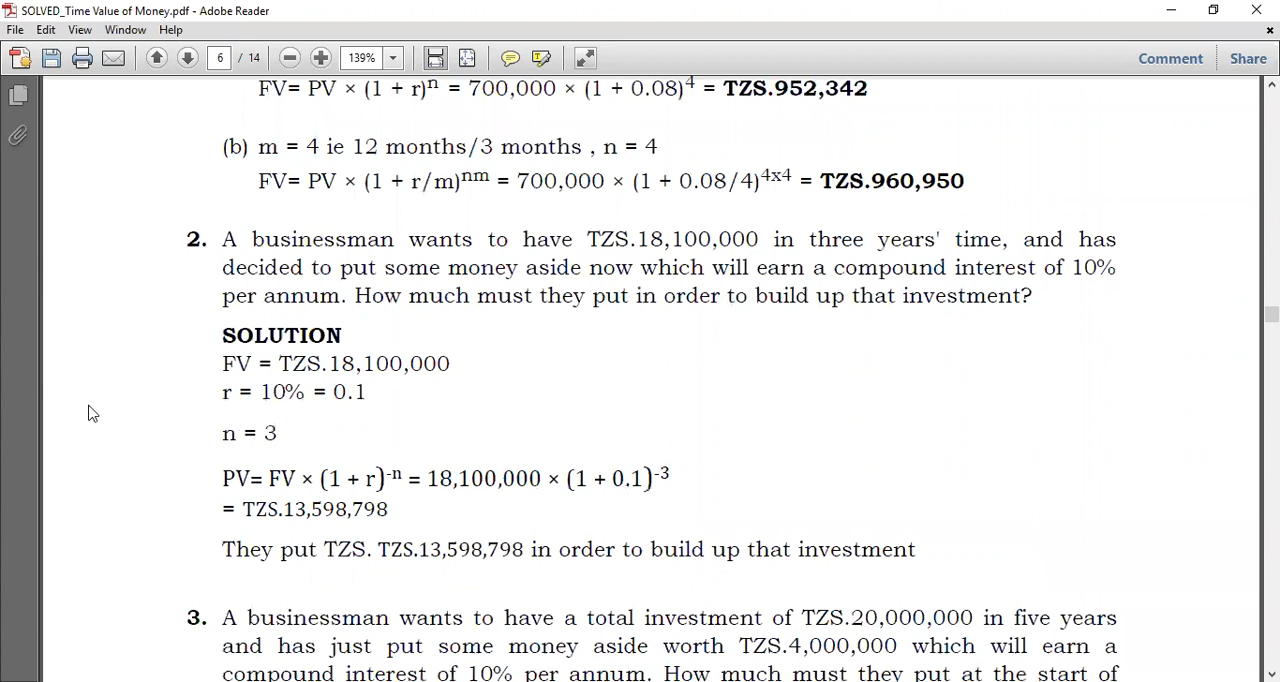 SOLVED_Time Value of Money.pdf - Adobe Reader
File Edit View Window Help
6 / 14 139% Comment Share
FV= PV × (1 + r)ⁿ = 700,000 × (1 + 0.08)⁴ = TZS.952,342
(b) m = 4 ie 12 months/3 months , n = 4
FV= PV × (1 + r/m)ⁿᵐ = 700,000 × (1 + 0.08/4)⁴ˣ⁴ = TZS.960,950
2. A businessman wants to have TZS.18,100,000 in three years' time, and has
decided to put some money aside now which will earn a compound interest of 10%
per annum. How much must they put in order to build up that investment?
SOLUTION
FV = TZS.18,100,000
r = 10% = 0.1
n = 3
PV= FV × (1 + r)⁻ⁿ = 18,100,000 × (1 + 0.1)⁻³
= TZS.13,598,798
They put TZS. TZS.13,598,798 in order to build up that investment
3. A businessman wants to have a total investment of TZS.20,000,000 in five years
and has just put some money aside worth TZS.4,000,000 which will earn a
compound interest of 10% per annum. How much must they put at the start of